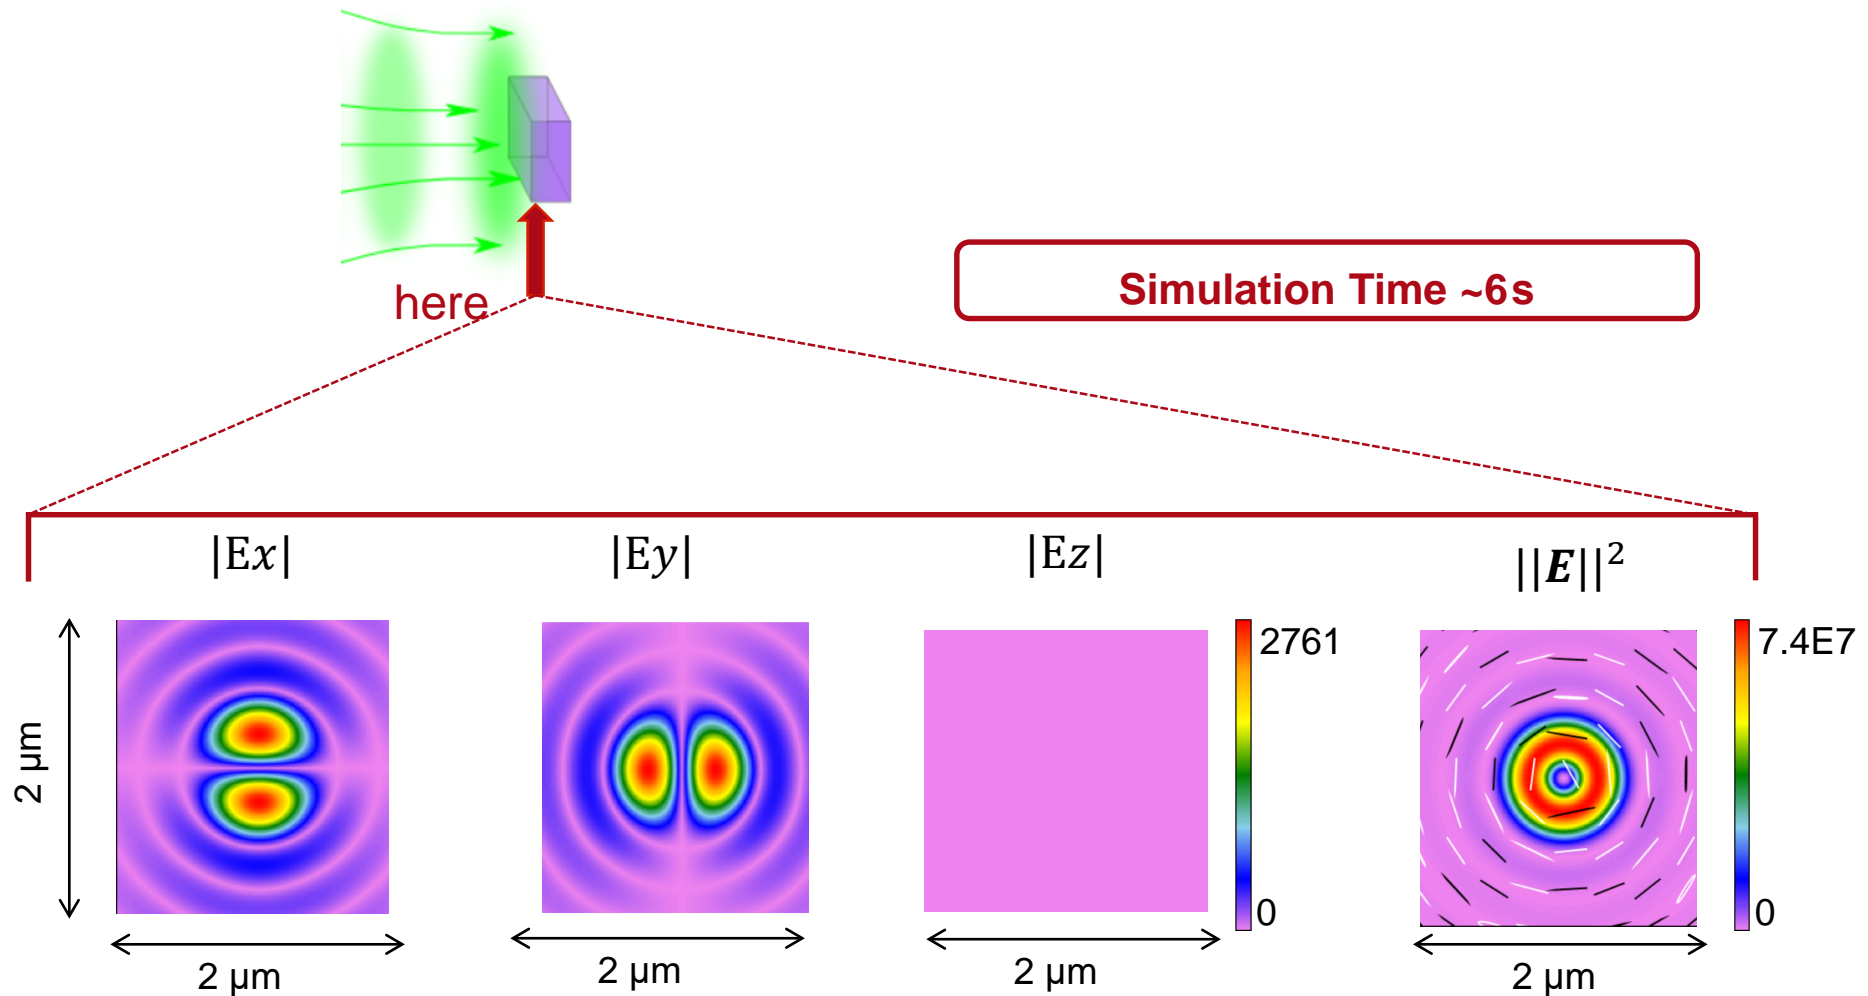 here
Simulation Time ~6s
|Ex|
|Ey|
|Ez|
||E||²
2 µm
2761
0
7.4E7
0
2 µm
2 µm
2 µm
2 µm